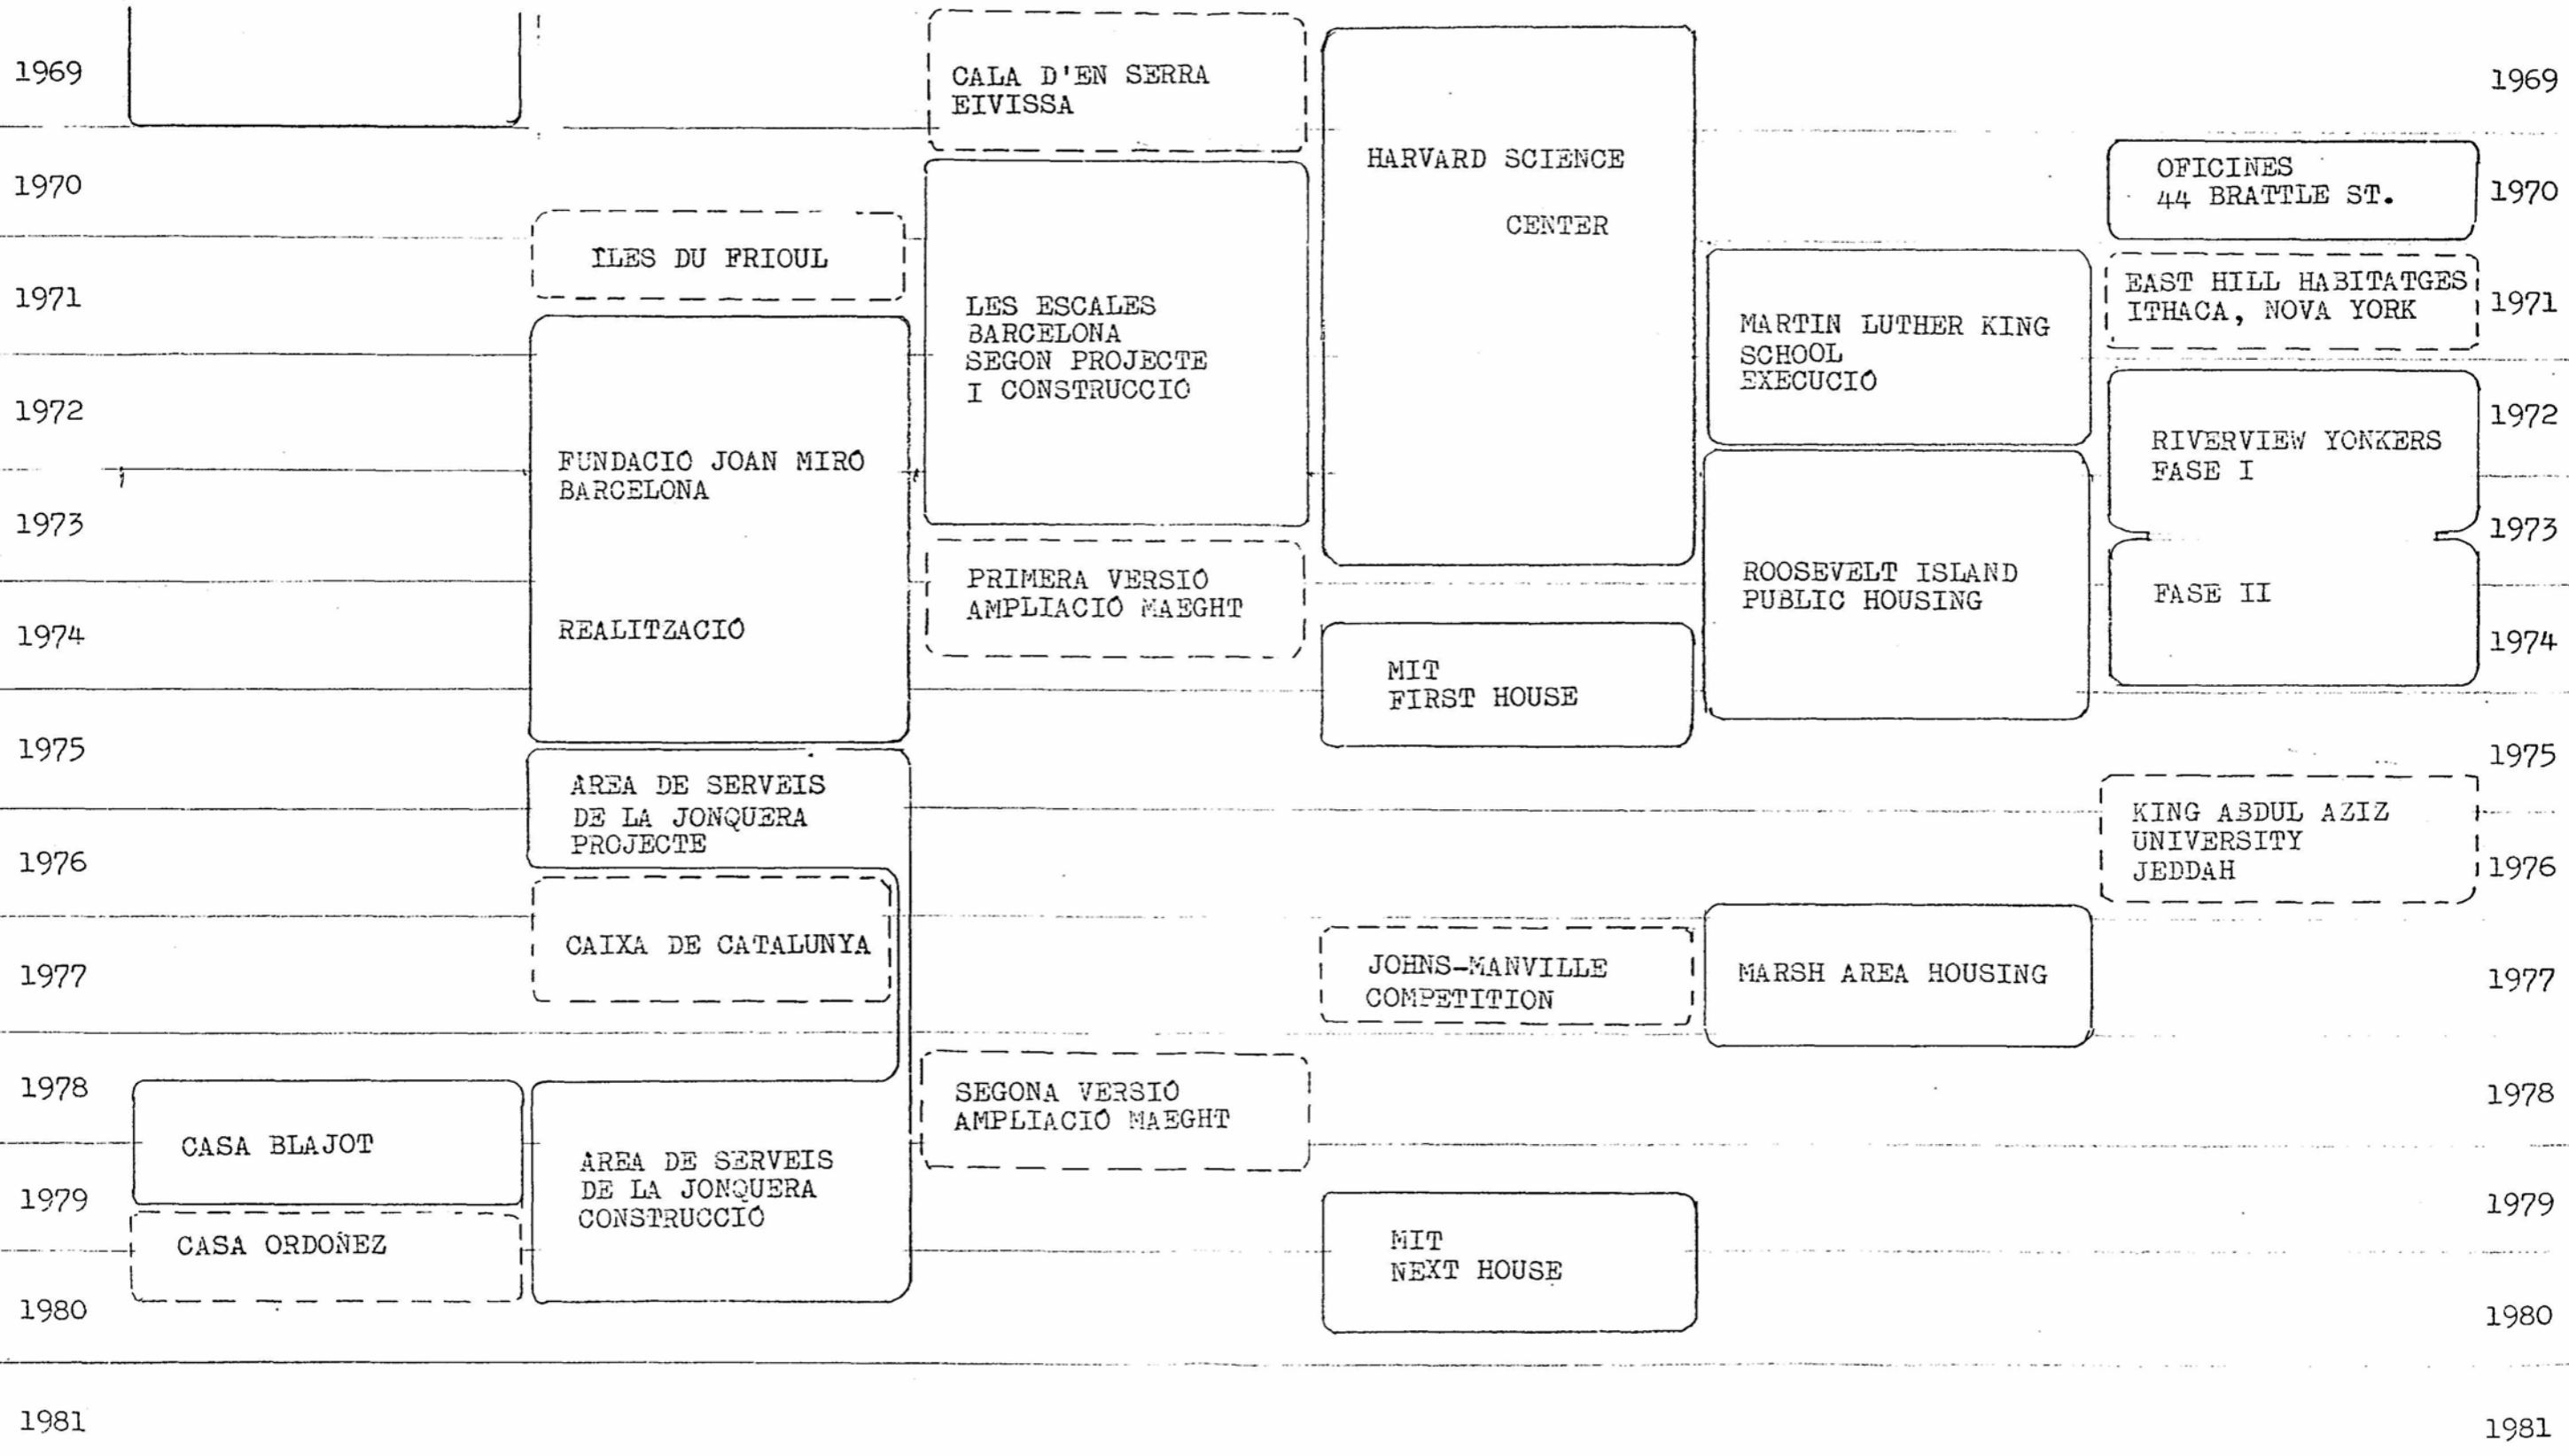 1969
CALA D'EN SERRA
EIVISSA
1969
HARVARD SCIENCE
CENTER
1970
OFICINES
44 BRATTLE ST.
1970
ILES DU FRIOUL
1971
LES ESCALES
BARCELONA
SEGON PROJECTE
I CONSTRUCCIÓ
MARTIN LUTHER KING
SCHOOL
EXECUCIÓ
EAST HILL HABITATGES
ITHACA, NOVA YORK
1971
1972
FUNDACIÓ JOAN MIRÓ
BARCELONA
REALITZACIÓ
RIVERVIEW YONKERS
FASE I
1972
1973
PRIMERA VERSIÓ
AMPLIACIÓ MAEGHT
ROOSEVELT ISLAND
PUBLIC HOUSING
1973
FASE II
1974
MIT
FIRST HOUSE
1974
1975
AREA DE SERVEIS
DE LA JONQUERA
PROJECTE
1975
KING ABDUL AZIZ
UNIVERSITY
JEDDAH
1976
1976
CAIXA DE CATALUNYA
1977
JOHNS-MANVILLE
COMPETITION
MARSH AREA HOUSING
1977
1978
SEGONA VERSIÓ
AMPLIACIÓ MAEGHT
1978
CASA BLAJOT
AREA DE SERVEIS
DE LA JONQUERA
CONSTRUCCIÓ
1979
1979
CASA ORDOÑEZ
MIT
NEXT HOUSE
1980
1980
1981
1981